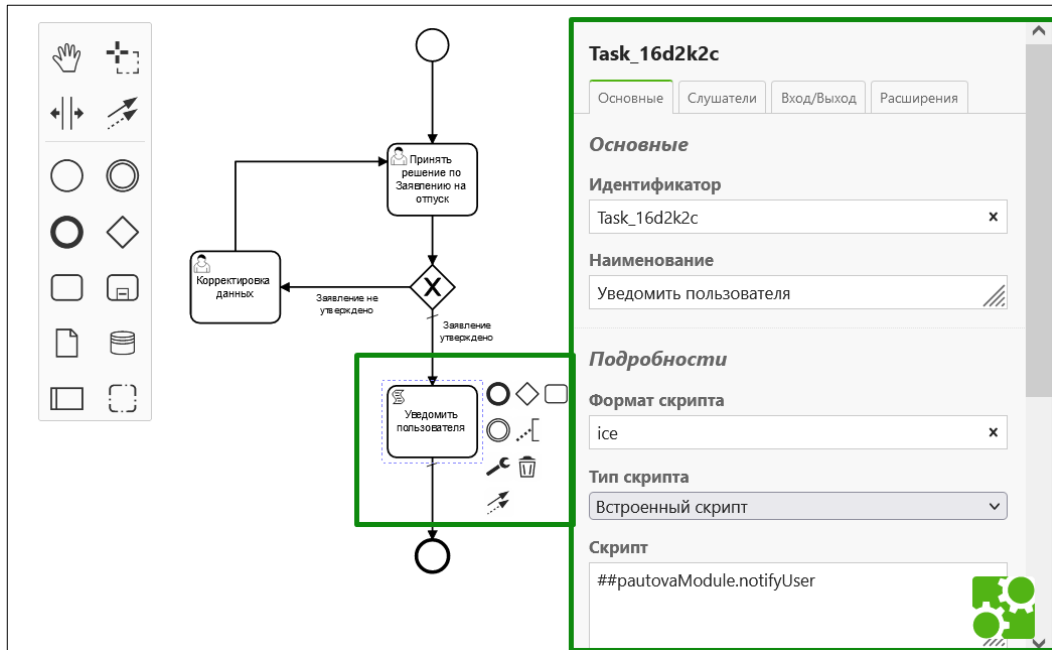 Принять
решение по
Заявлению на
отпуск
Корректировка
данных
Заявление не
утверждено
Заявление
утверждено
Уведомить
пользователя
Task_16d2k2c
Основные
Слушатели
Вход/Выход
Расширения
Основные
Идентификатор
Task_16d2k2c
Наименование
Уведомить пользователя
Подробности
Формат скрипта
ice
Тип скрипта
Встроенный скрипт
Скрипт
##pautovaModule.notifyUser